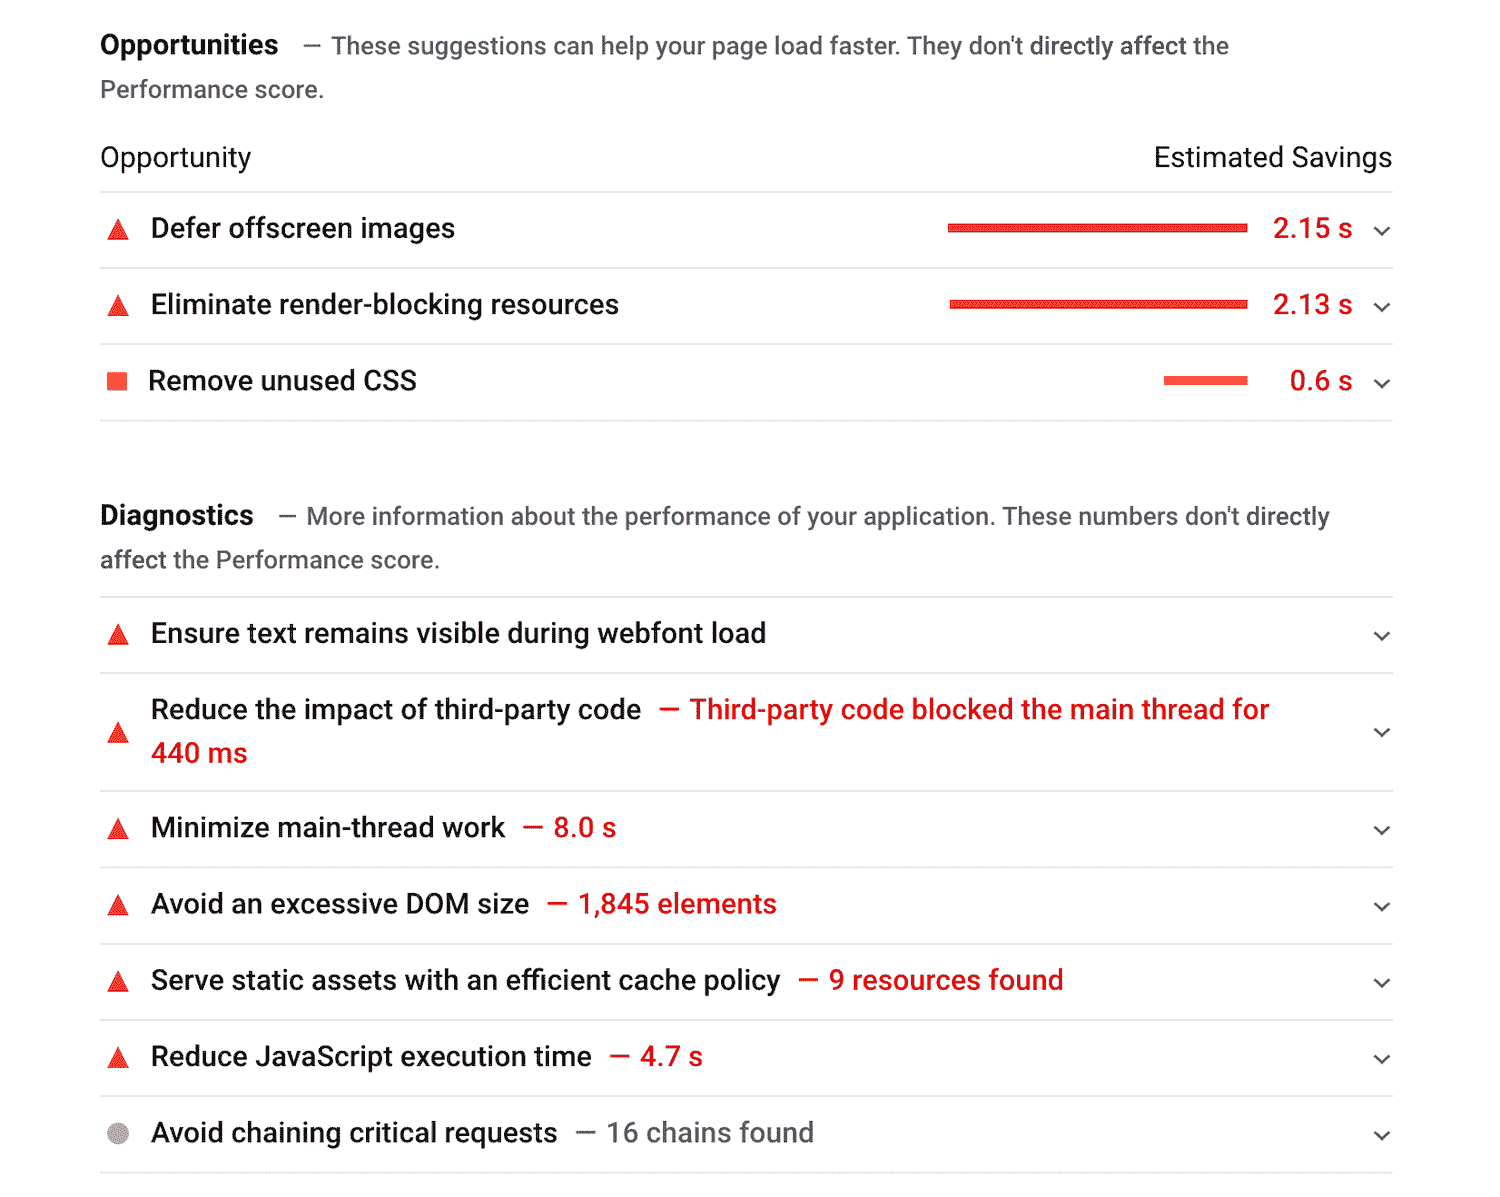 Opportunities — These suggestions can help your page load faster. They don't directly affect the
Performance score.
Opportunity Estimated Savings
Defer offscreen images 2.15 s
Eliminate render-blocking resources 2.13 s
Remove unused CSS 0.6 s
Diagnostics — More information about the performance of your application. These numbers don't directly
affect the Performance score.
Ensure text remains visible during webfont load
Reduce the impact of third-party code — Third-party code blocked the main thread for
440 ms
Minimize main-thread work — 8.0 s
Avoid an excessive DOM size — 1,845 elements
Serve static assets with an efficient cache policy — 9 resources found
Reduce JavaScript execution time — 4.7 s
Avoid chaining critical requests — 16 chains found